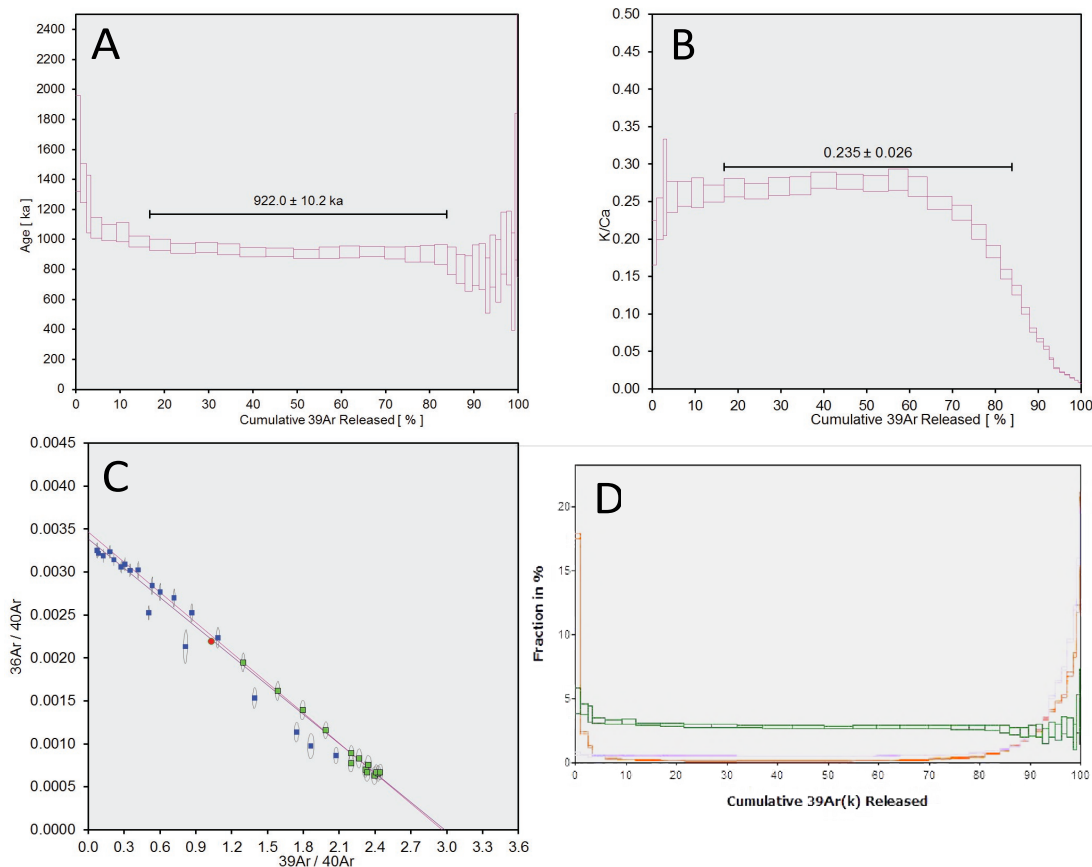 A
2400
2200
2000
1800
1600
1400
1200
1000
800
600
400
200
0
Age [ ka ]
922.0 ± 10.2 ka
0 10 20 30 40 50 60 70 80 90 100
Cumulative 39Ar Released [ % ]
B
0.50
0.45
0.40
0.35
0.30
0.25
0.20
0.15
0.10
0.05
0.00
K/Ca
0.235 ± 0.026
0 10 20 30 40 50 60 70 80 90 100
Cumulative 39Ar Released [ % ]
C
0.0045
0.0040
0.0035
0.0030
0.0025
0.0020
0.0015
0.0010
0.0005
0.0000
36Ar / 40Ar
0.0 0.3 0.6 0.9 1.2 1.5 1.8 2.1 2.4 2.7 3.0 3.3 3.6
39Ar / 40Ar
D
20
15
10
5
0
Fraction in %
0 10 20 30 40 50 60 70 80 90 100
Cumulative 39Ar(k) Released